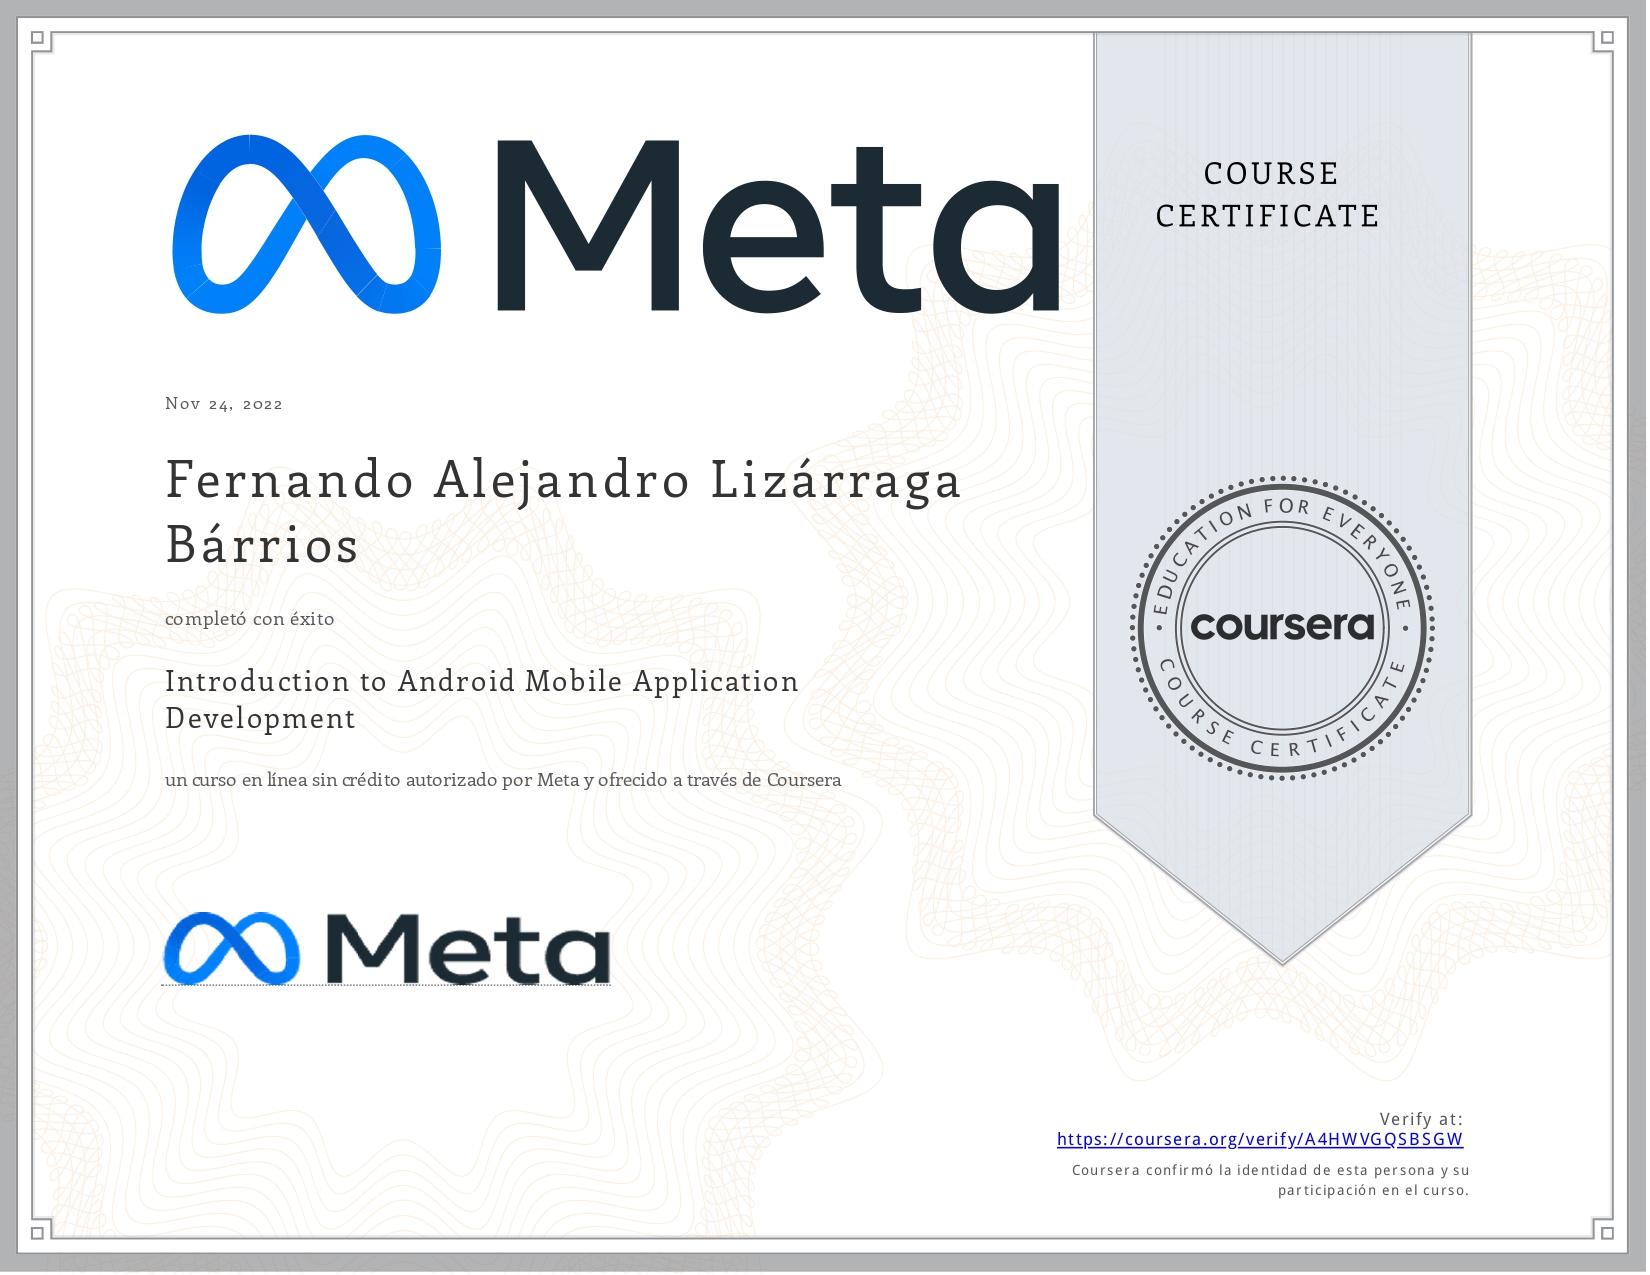 Meta
COURSE
CERTIFICATE
Nov 24, 2022
Fernando Alejandro Lizárraga
Bárrios
completó con éxito
Introduction to Android Mobile Application
Development
un curso en línea sin crédito autorizado por Meta y ofrecido a través de Coursera
EDUCATION FOR EVERYONE
coursera
COURSE CERTIFICATE
Meta
Verify at:
https://coursera.org/verify/A4HWVGQSBSGW
Coursera confirmó la identidad de esta persona y su
participación en el curso.